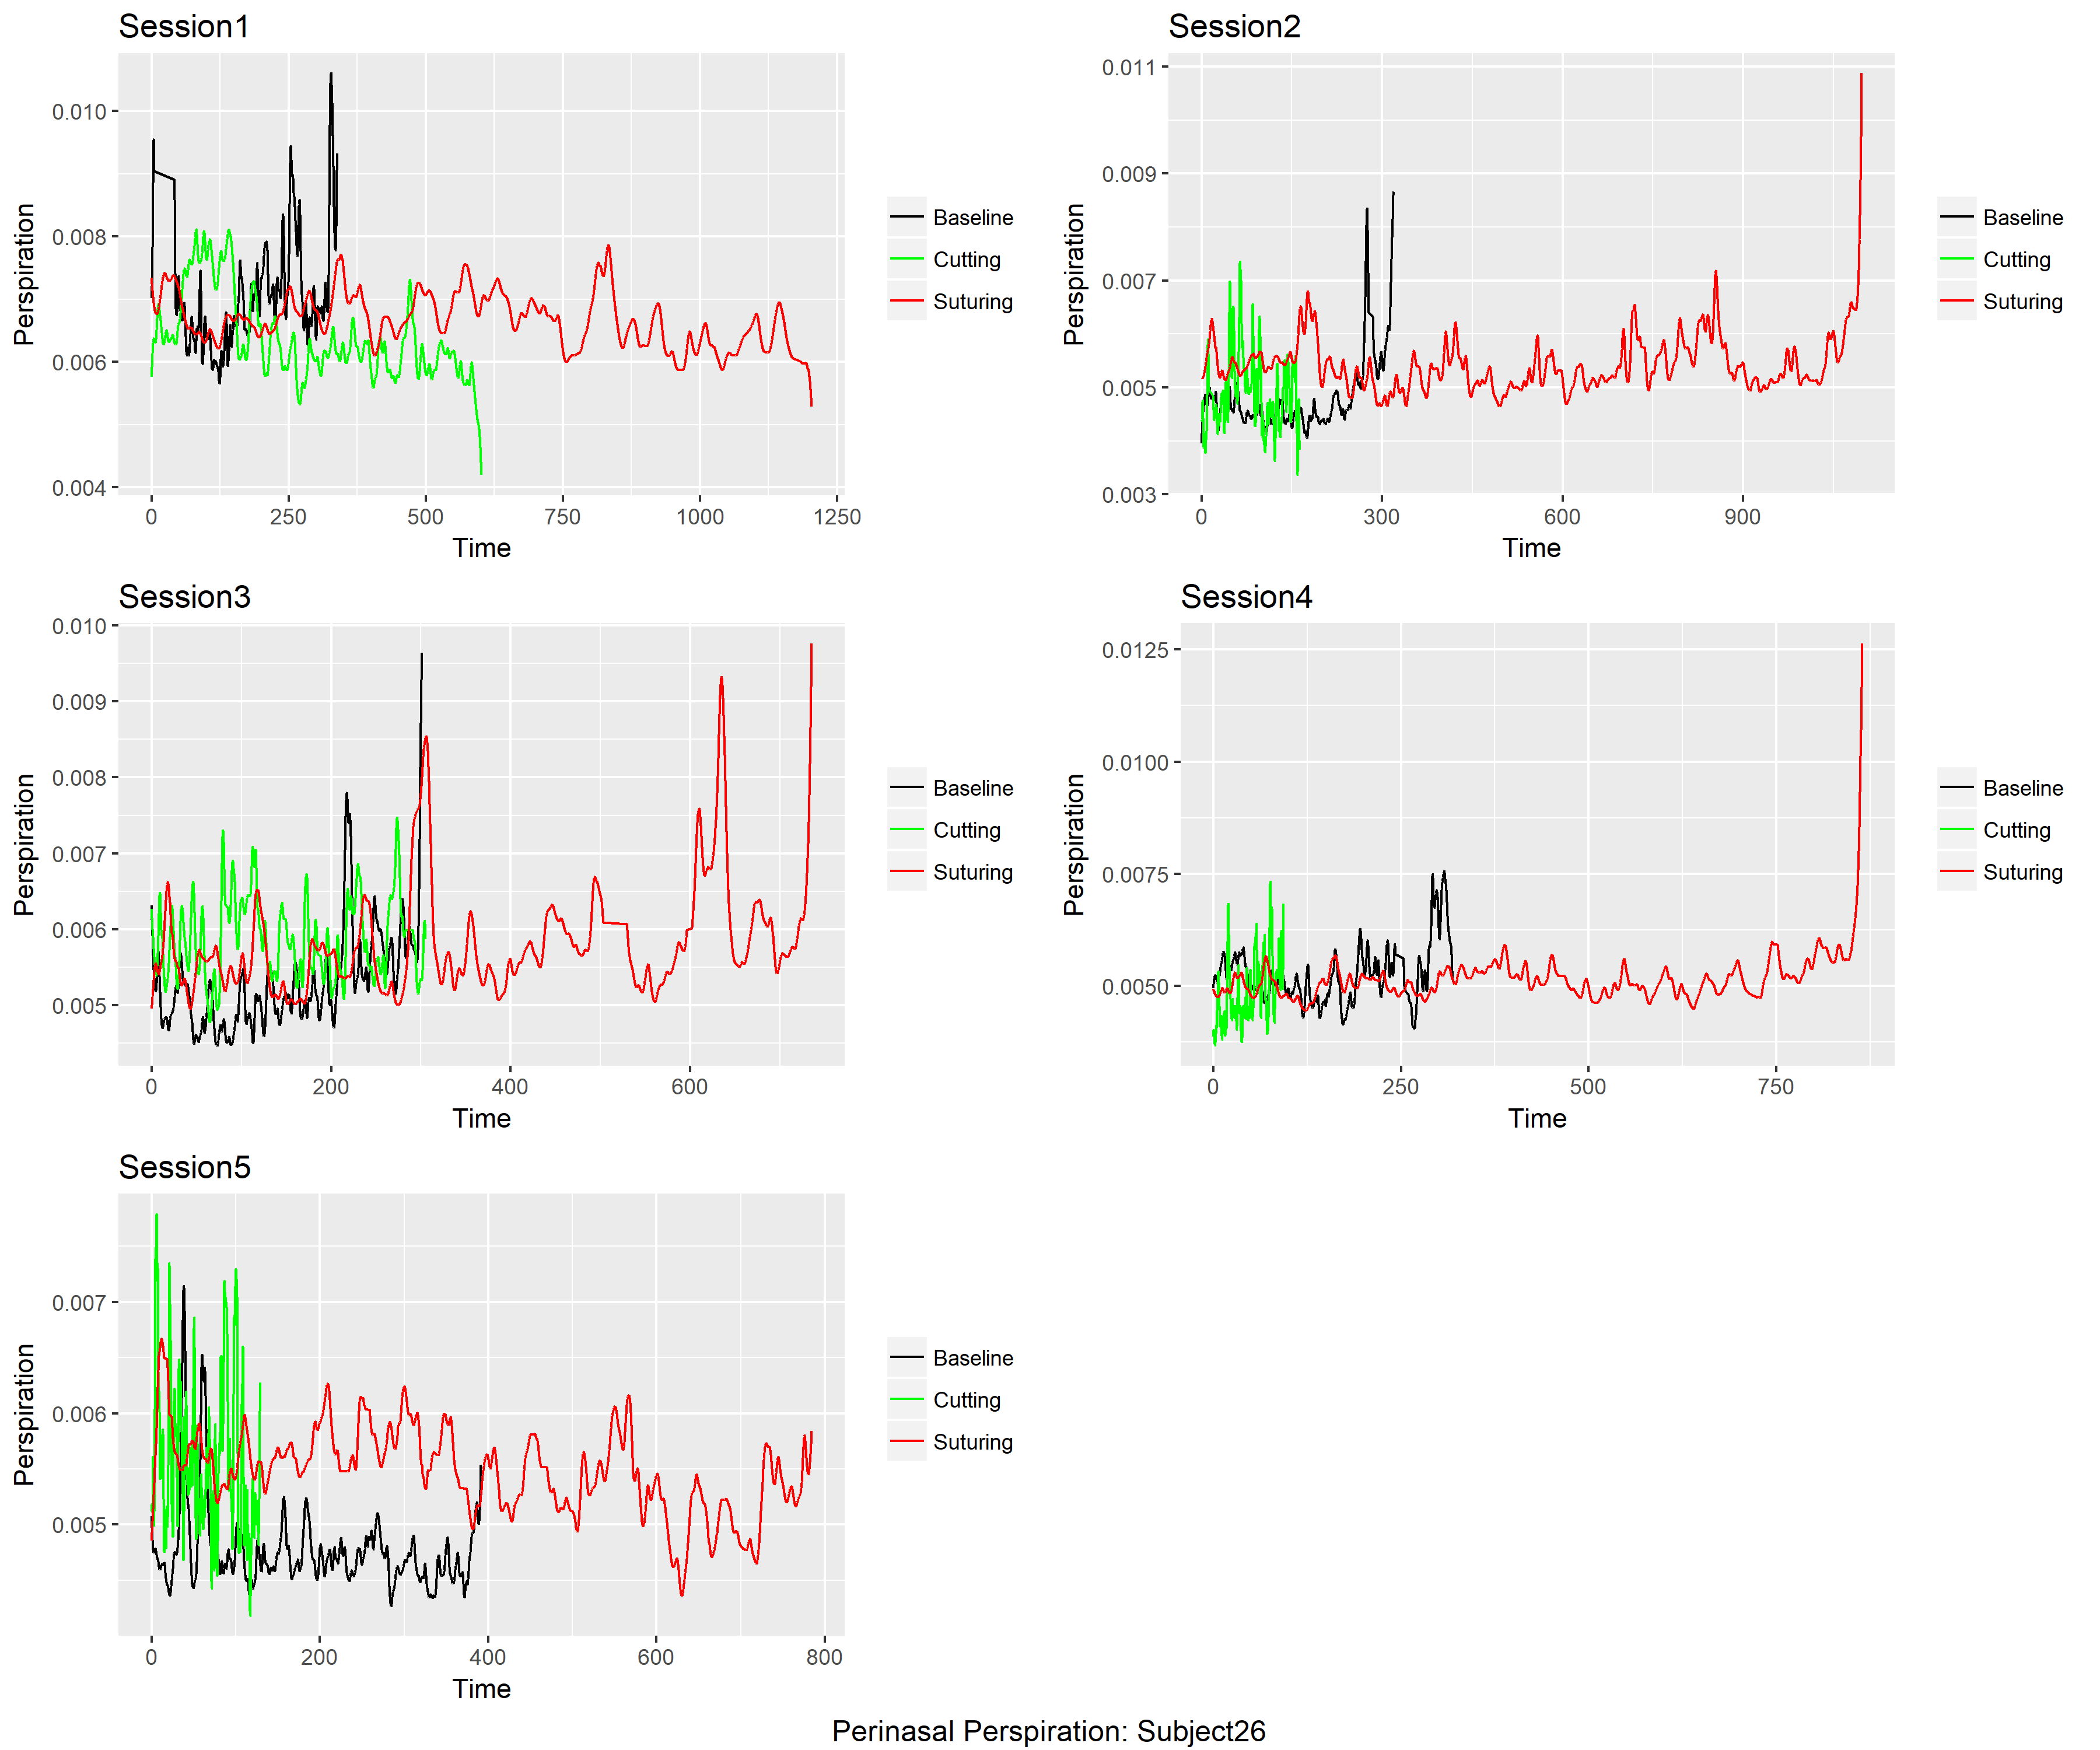 Session1
Perspiration
0.010
0.008
0.006
0.004
0
250
500
750
1000
1250
Time
Baseline
Cutting
Suturing
Session2
Perspiration
0.011
0.009
0.007
0.005
0.003
0
300
600
900
Time
Baseline
Cutting
Suturing
Session3
Perspiration
0.010
0.009
0.008
0.007
0.006
0.005
0
200
400
600
Time
Baseline
Cutting
Suturing
Session4
Perspiration
0.0125
0.0100
0.0075
0.0050
0
250
500
750
Time
Baseline
Cutting
Suturing
Session5
Perspiration
0.007
0.006
0.005
0
200
400
600
800
Time
Baseline
Cutting
Suturing
Perinasal Perspiration: Subject26